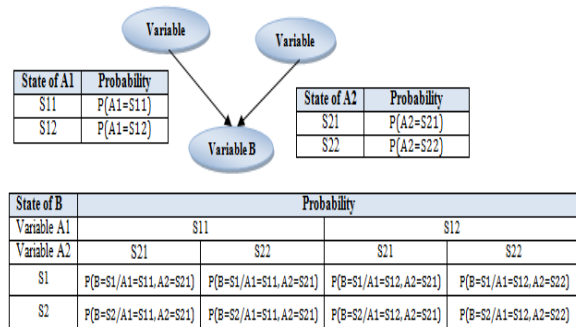 Variable
Variable
Variable B
State of A1 Probability
S11 P(A1=S11)
S12 P(A1=S12)
State of A2 Probability
S21 P(A2=S21)
S22 P(A2=S22)
State of B Probability
Variable A1 S11 S12
Variable A2 S21 S22 S21 S22
S1 P(B=S1/A1=S11,A2=S21) P(B=S1/A1=S11,A2=S21) P(B=S1/A1=S12,A2=S21) P(B=S1/A1=S12,A2=S22)
S2 P(B=S2/A1=S11,A2=S21) P(B=S2/A1=S11,A2=S21) P(B=S2/A1=S12,A2=S21) P(B=S2/A1=S12,A2=S22)